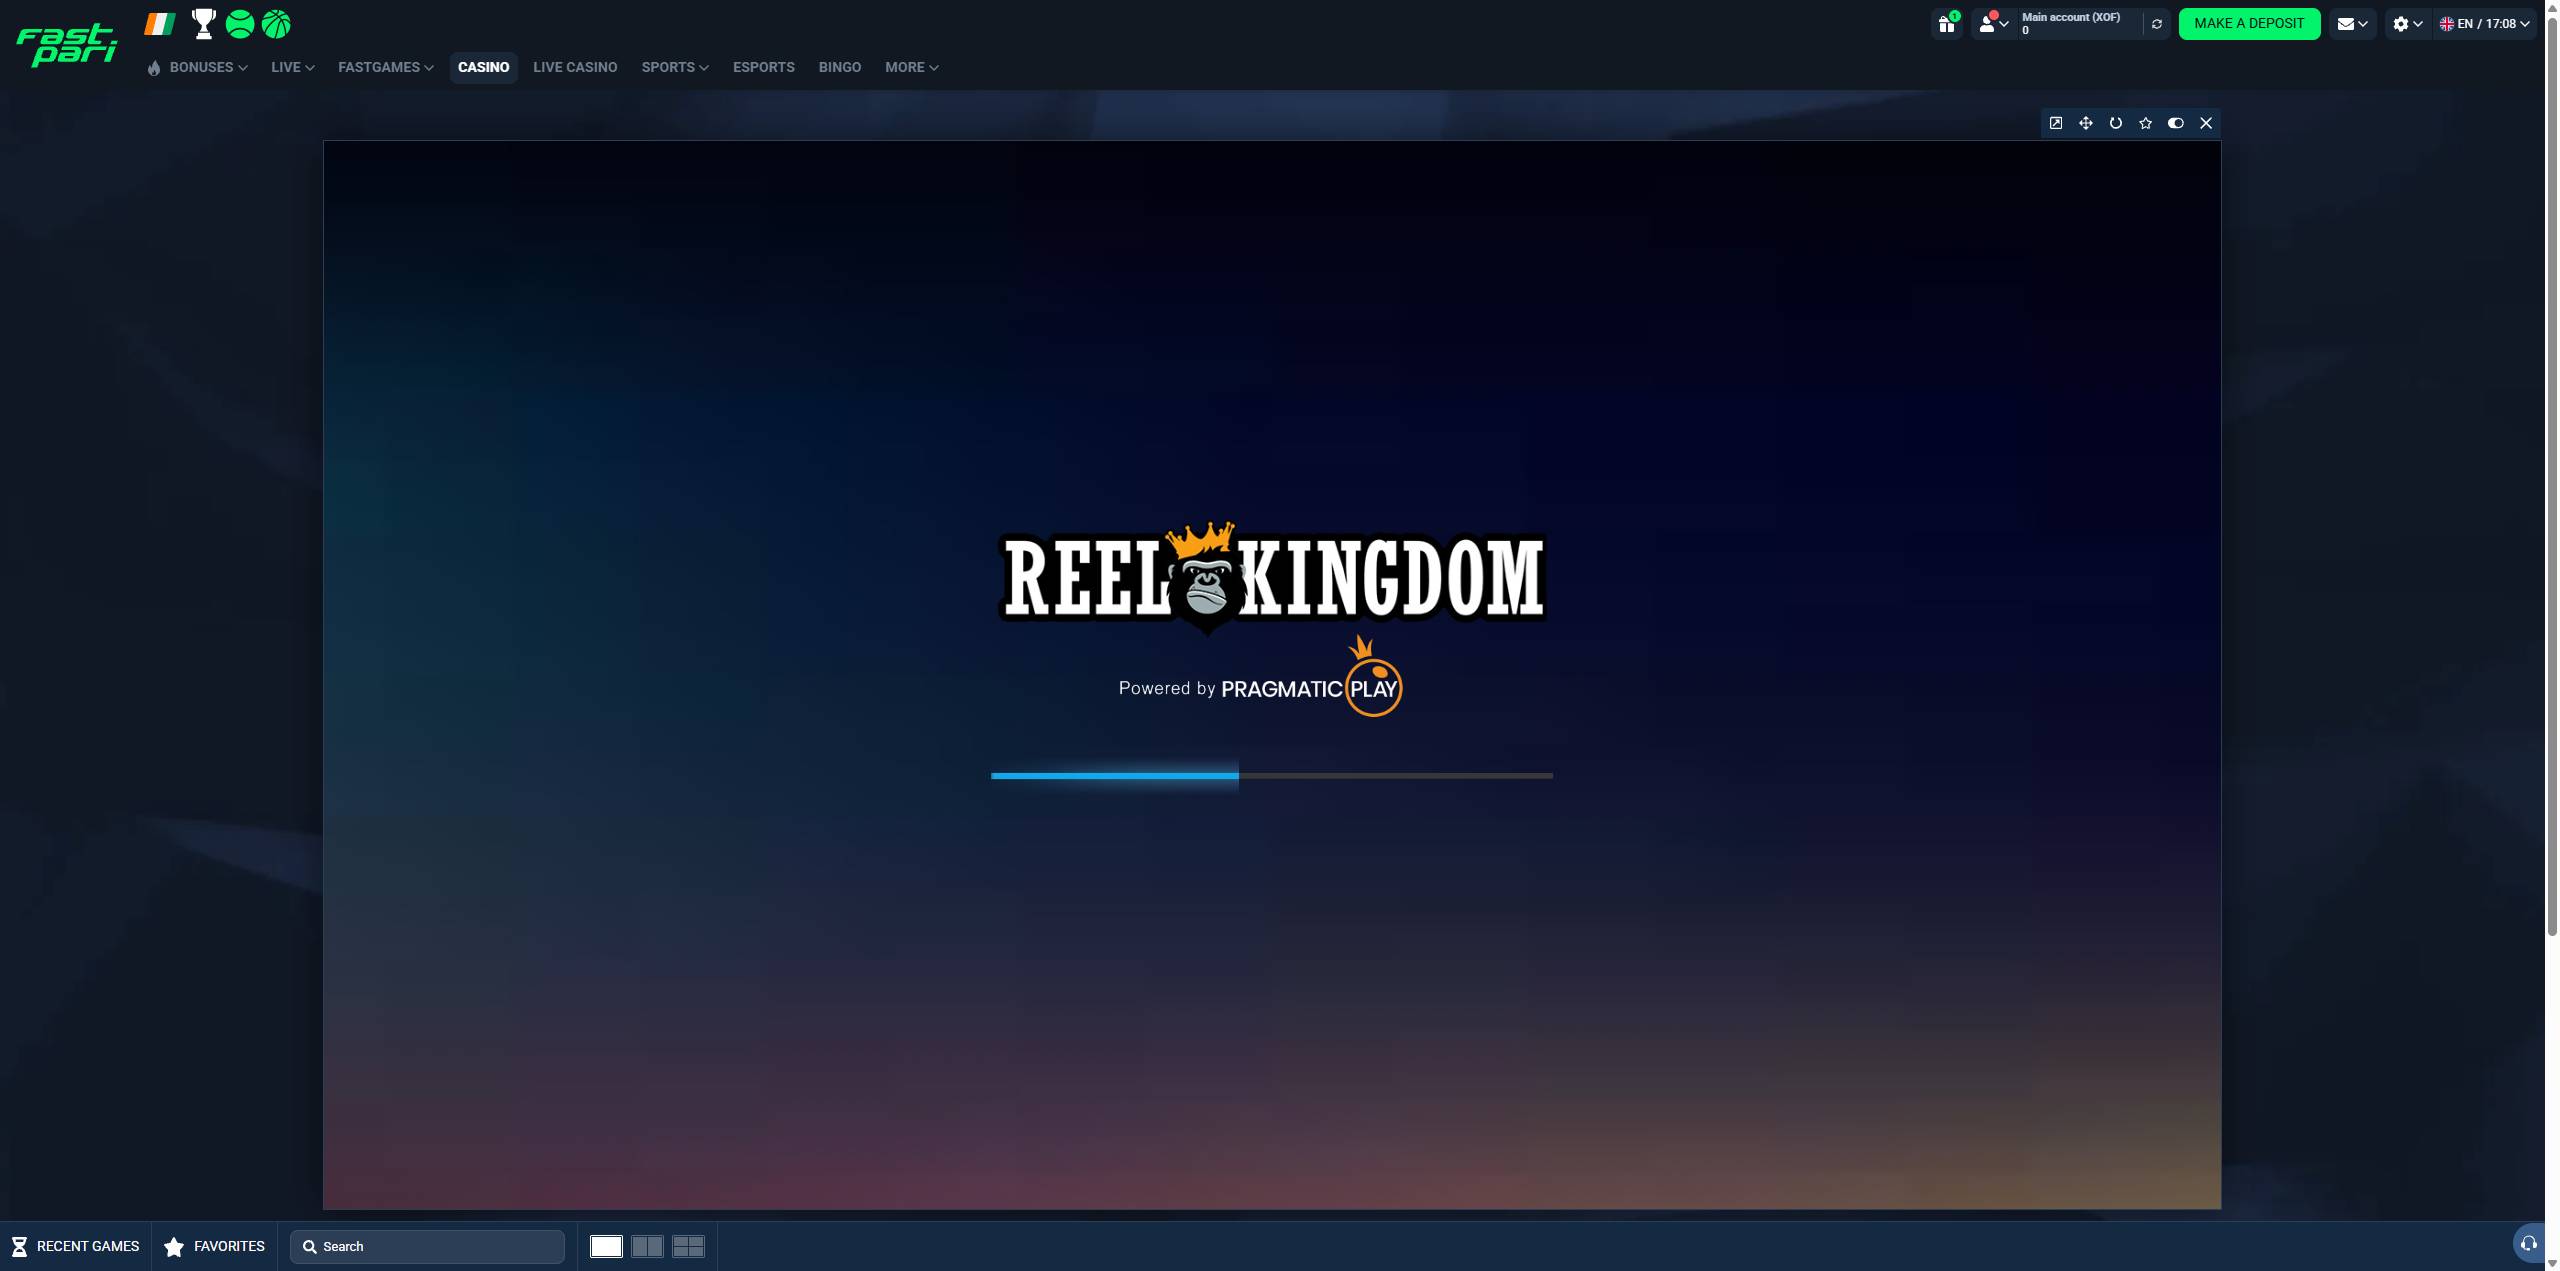 fast pari
1
Main account (XOF)
0
MAKE A DEPOSIT
EN / 17:08
BONUSES
LIVE
FASTGAMES
CASINO
LIVE CASINO
SPORTS
ESPORTS
BINGO
MORE
REEL KINGDOM
Powered by PRAGMATIC PLAY
RECENT GAMES
FAVORITES
Search